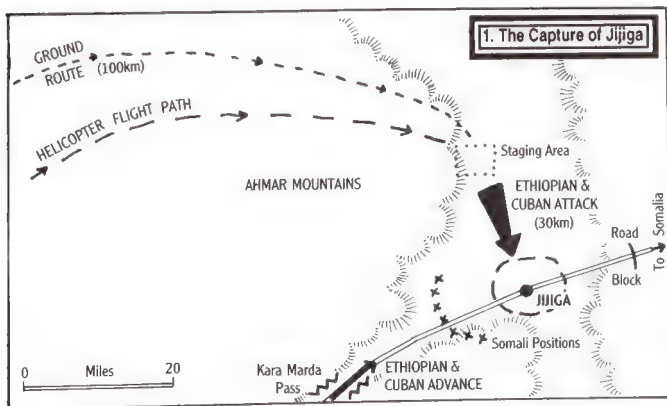 1. The Capture of Jijiga
GROUND
ROUTE (100km)
HELICOPTER FLIGHT PATH
Staging Area
AHMAR MOUNTAINS
ETHIOPIAN &
CUBAN ATTACK
(30km)
Road
Block
To Somalia
JIJIGA
Somali Positions
Kara Marda
Pass
ETHIOPIAN &
CUBAN ADVANCE
0 Miles 20